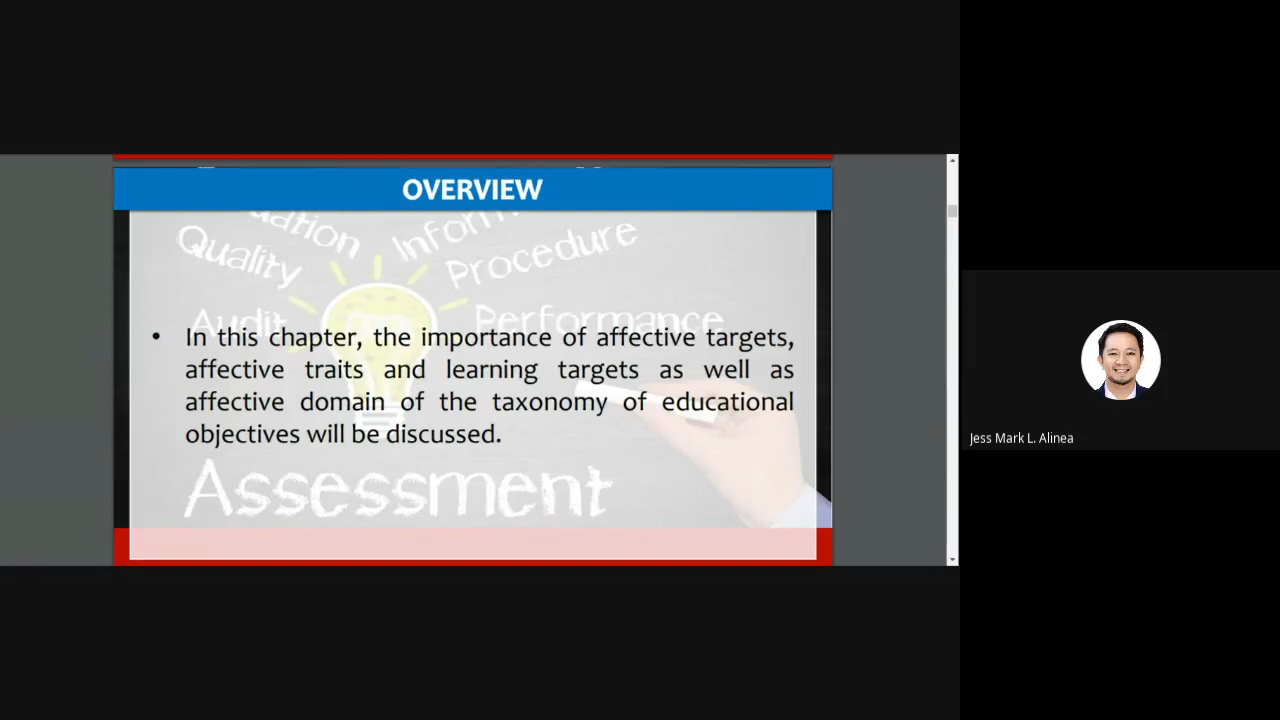 OVERVIEW
Quality
Procedure
Audit
Performance
• In this chapter, the importance of affective targets,
affective traits and learning targets as well as
affective domain of the taxonomy of educational
objectives will be discussed.
Assessment
Jess Mark L. Alinea